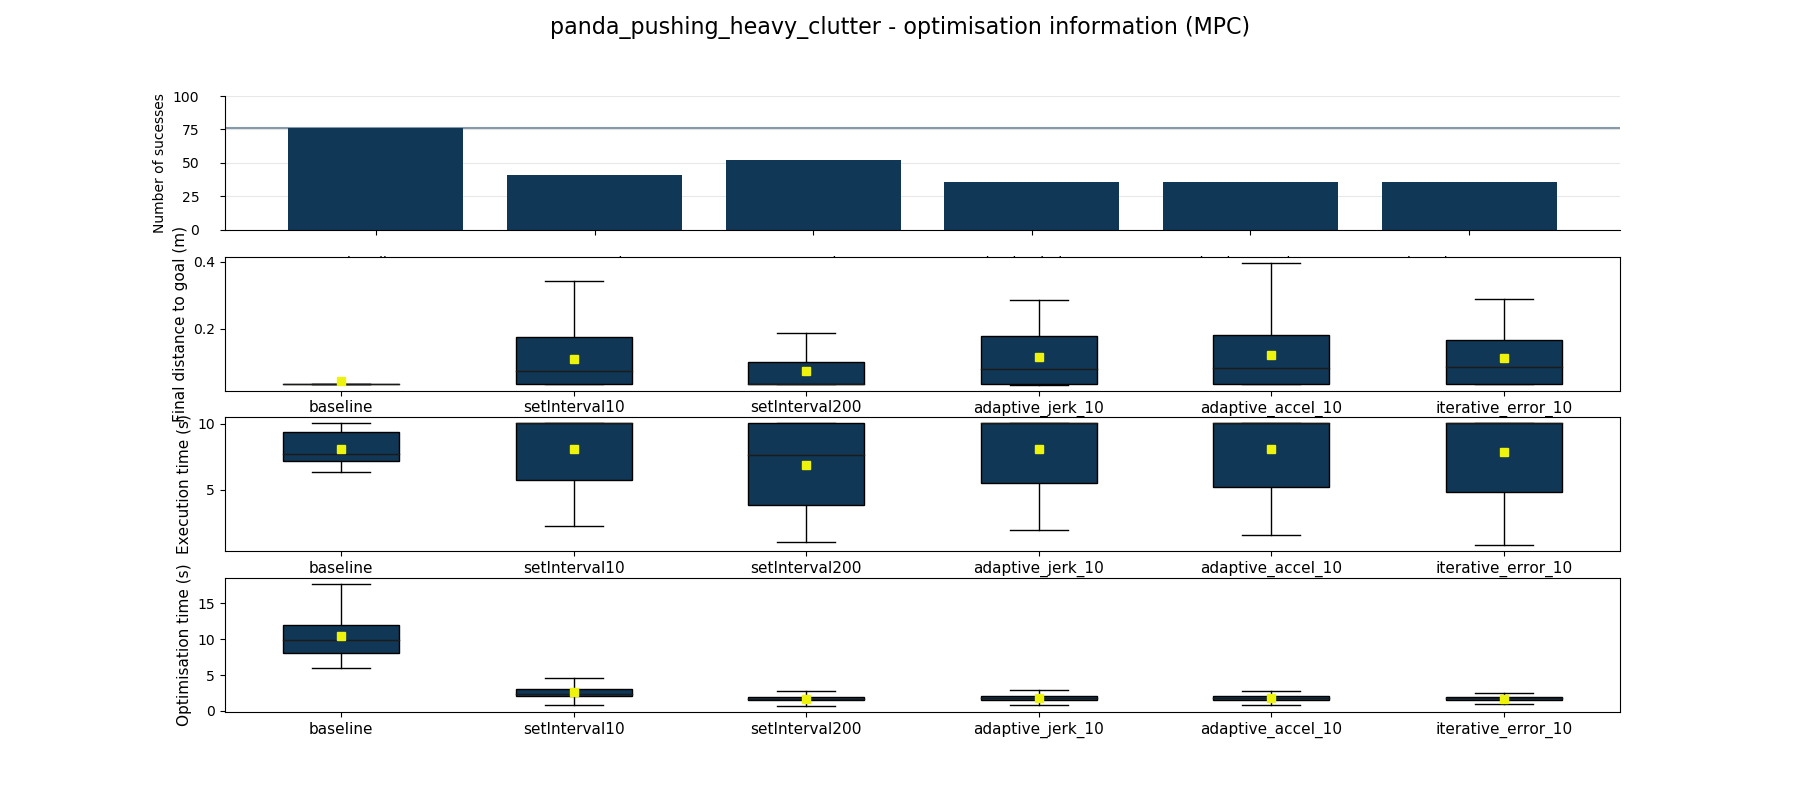 panda_pushing_heavy_clutter - optimisation information (MPC)
Number of sucesses
100
75
50
25
0
Final distance to goal (m)
0.4
0.2
baseline setInterval10 setInterval200 adaptive_jerk_10 adaptive_accel_10 iterative_error_10
Execution time (s)
10
5
baseline setInterval10 setInterval200 adaptive_jerk_10 adaptive_accel_10 iterative_error_10
Optimisation time (s)
15
10
5
0
baseline setInterval10 setInterval200 adaptive_jerk_10 adaptive_accel_10 iterative_error_10